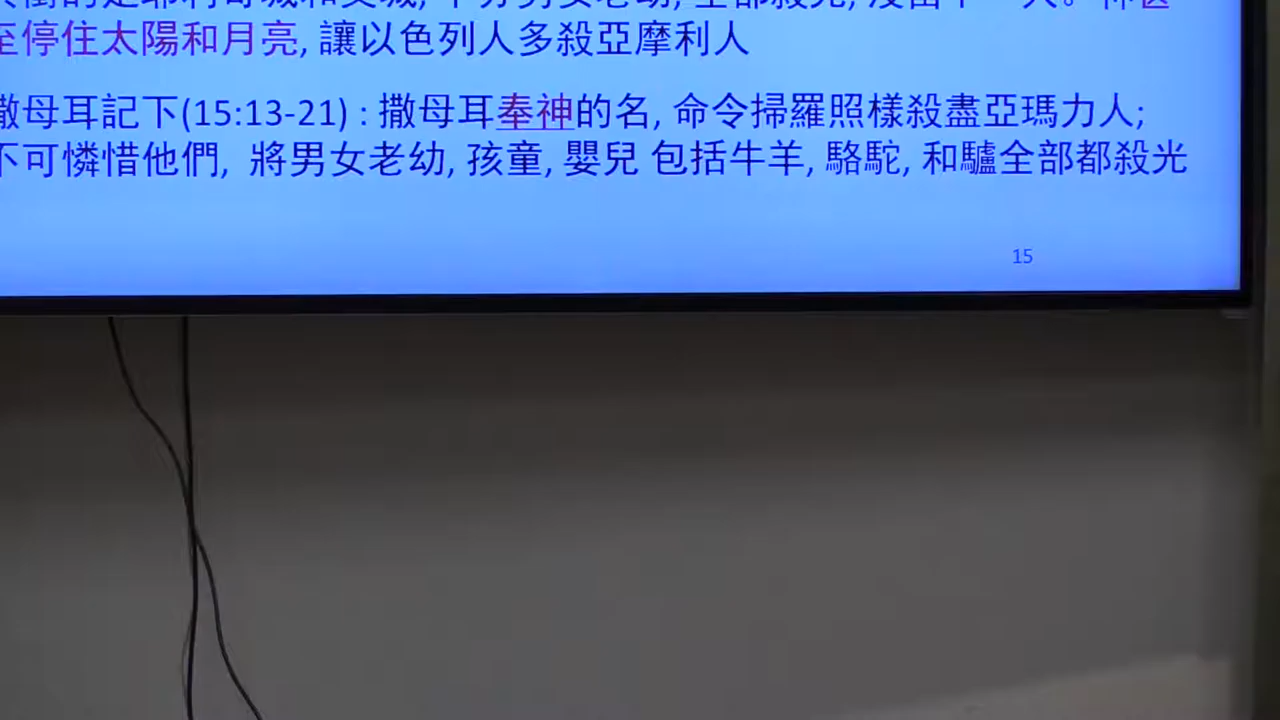 至停住太陽和月亮, 讓以色列人多殺亞摩利人
撒母耳記下(15:13-21) : 撒母耳奉神的名, 命令掃羅照樣殺盡亞瑪力人;
不可憐惜他們, 將男女老幼, 孩童, 嬰兒 包括牛羊, 駱駝, 和驢全部都殺光
15